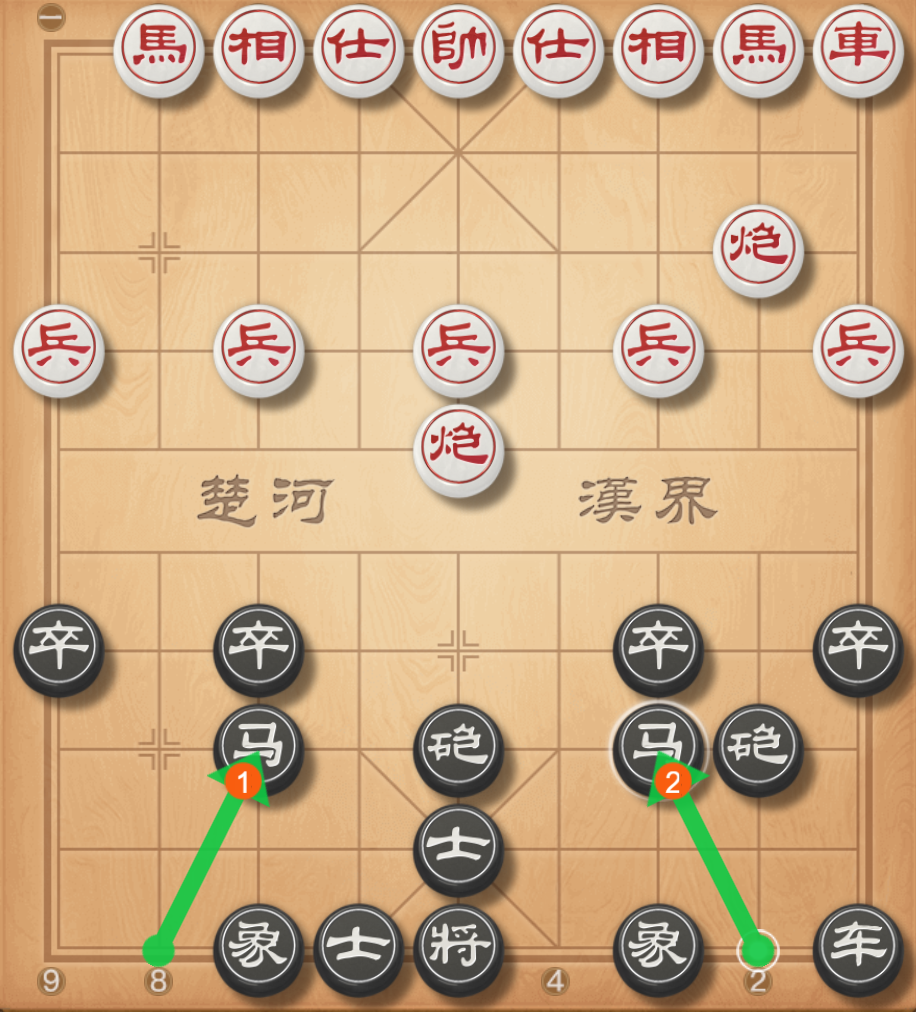 一
馬 相 仕 帥 仕 相 馬 車
炮
兵 兵 兵 兵 兵
炮
楚河 漢界
卒 卒 卒 卒
马 砲 马 砲
1 2
士
象 士 将 象 车
9 8 4 2